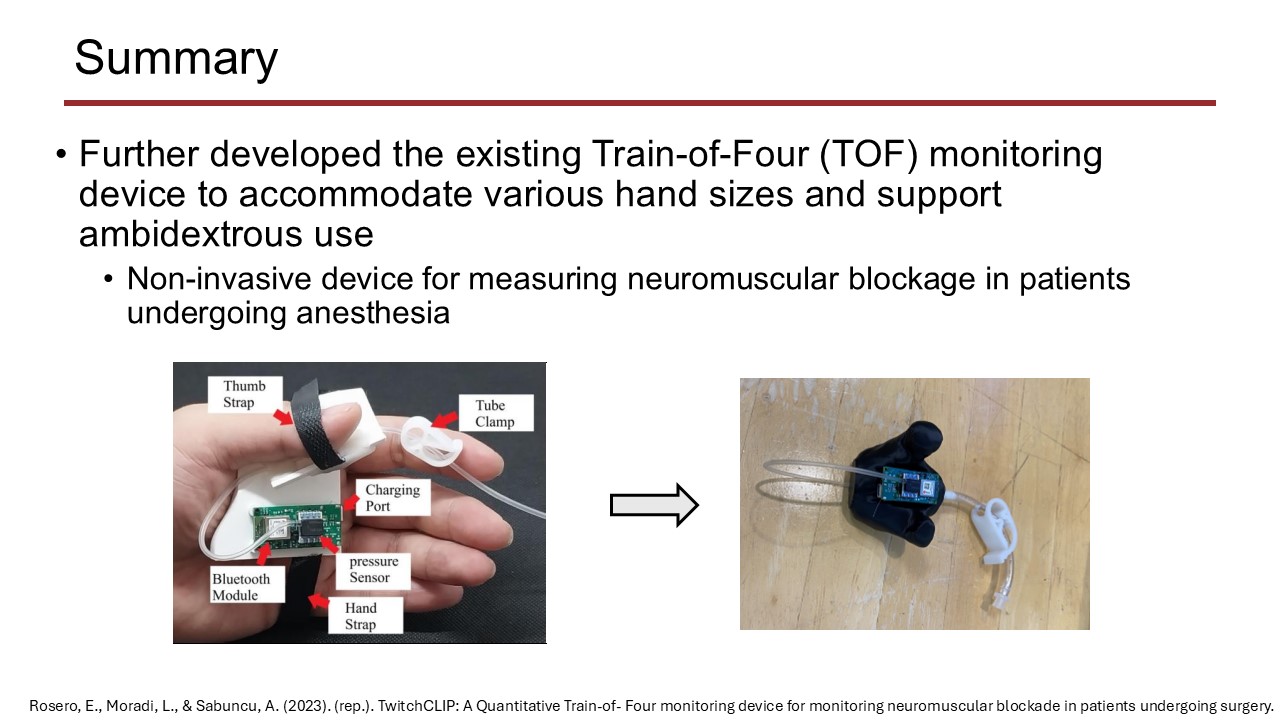 Summary
• Further developed the existing Train-of-Four (TOF) monitoring
device to accommodate various hand sizes and support
ambidextrous use
• Non-invasive device for measuring neuromuscular blockage in patients
undergoing anesthesia
Thumb
Strap
Tube
Clamp
Charging
Port
pressure
Sensor
Bluetooth
Module
Hand
Strap
Rosero, E., Moradi, L., & Sabuncu, A. (2023). (rep.). TwitchCLIP: A Quantitative Train-of- Four monitoring device for monitoring neuromuscular blockade in patients undergoing surgery.